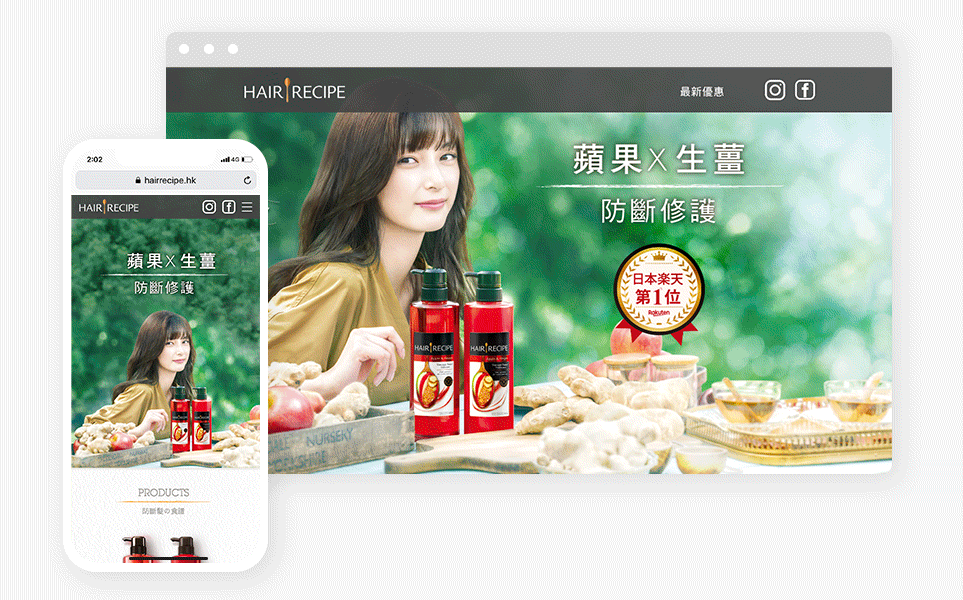 HAIR RECIPE
最新優惠
蘋果X生薑
防斷修護
日本楽天
第1位
Rakuten
HAIR RECIPE
HAIR RECIPE
NURSERY
2:02
4G
hairrecipe.hk
HAIR RECIPE
蘋果X生薑
防斷修護
PRODUCTS
防斷髮の食譜